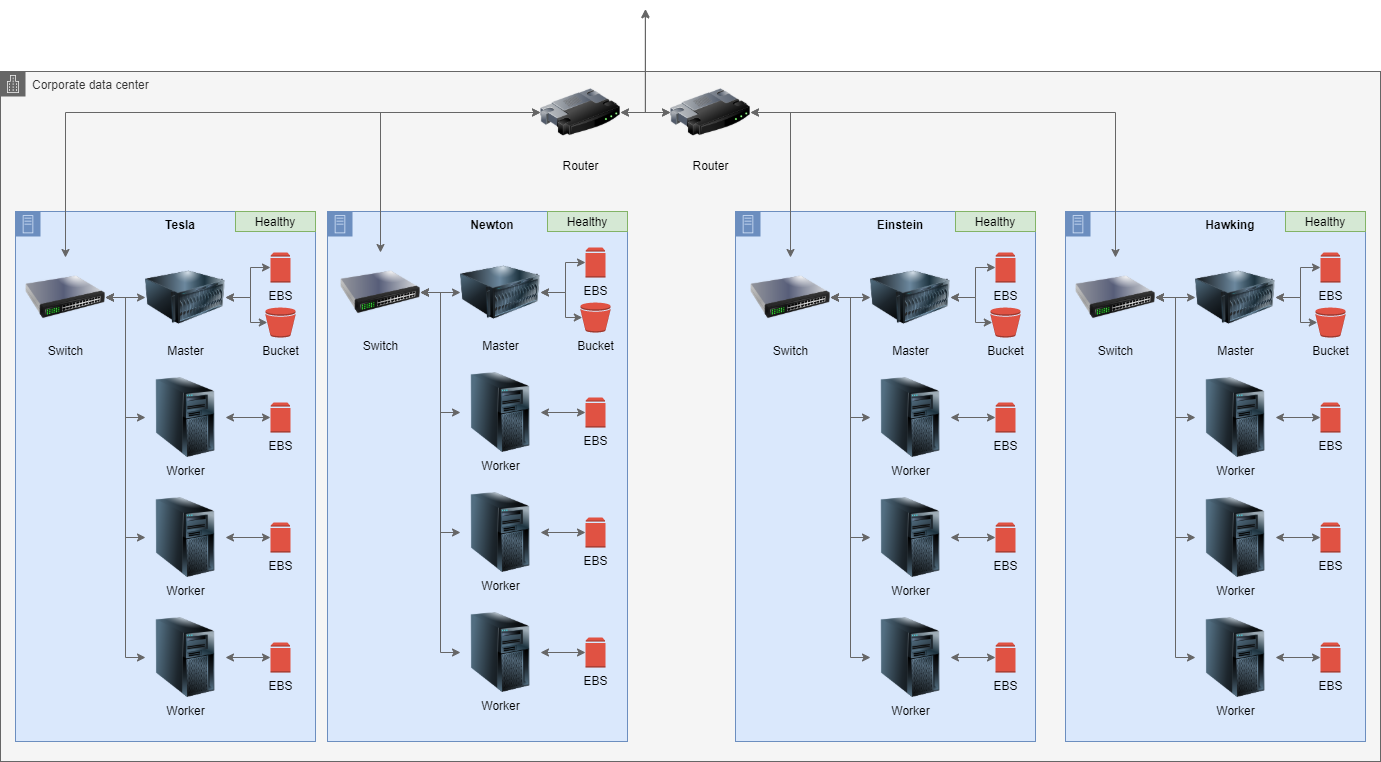 Corporate data center
Router
Router
Tesla
Healthy
EBS
Switch
Master
Bucket
Worker
EBS
Worker
EBS
Worker
EBS
Newton
Healthy
EBS
Switch
Master
Bucket
Worker
EBS
Worker
EBS
Worker
EBS
Einstein
Healthy
EBS
Switch
Master
Bucket
Worker
EBS
Worker
EBS
Worker
EBS
Hawking
Healthy
EBS
Switch
Master
Bucket
Worker
EBS
Worker
EBS
Worker
EBS